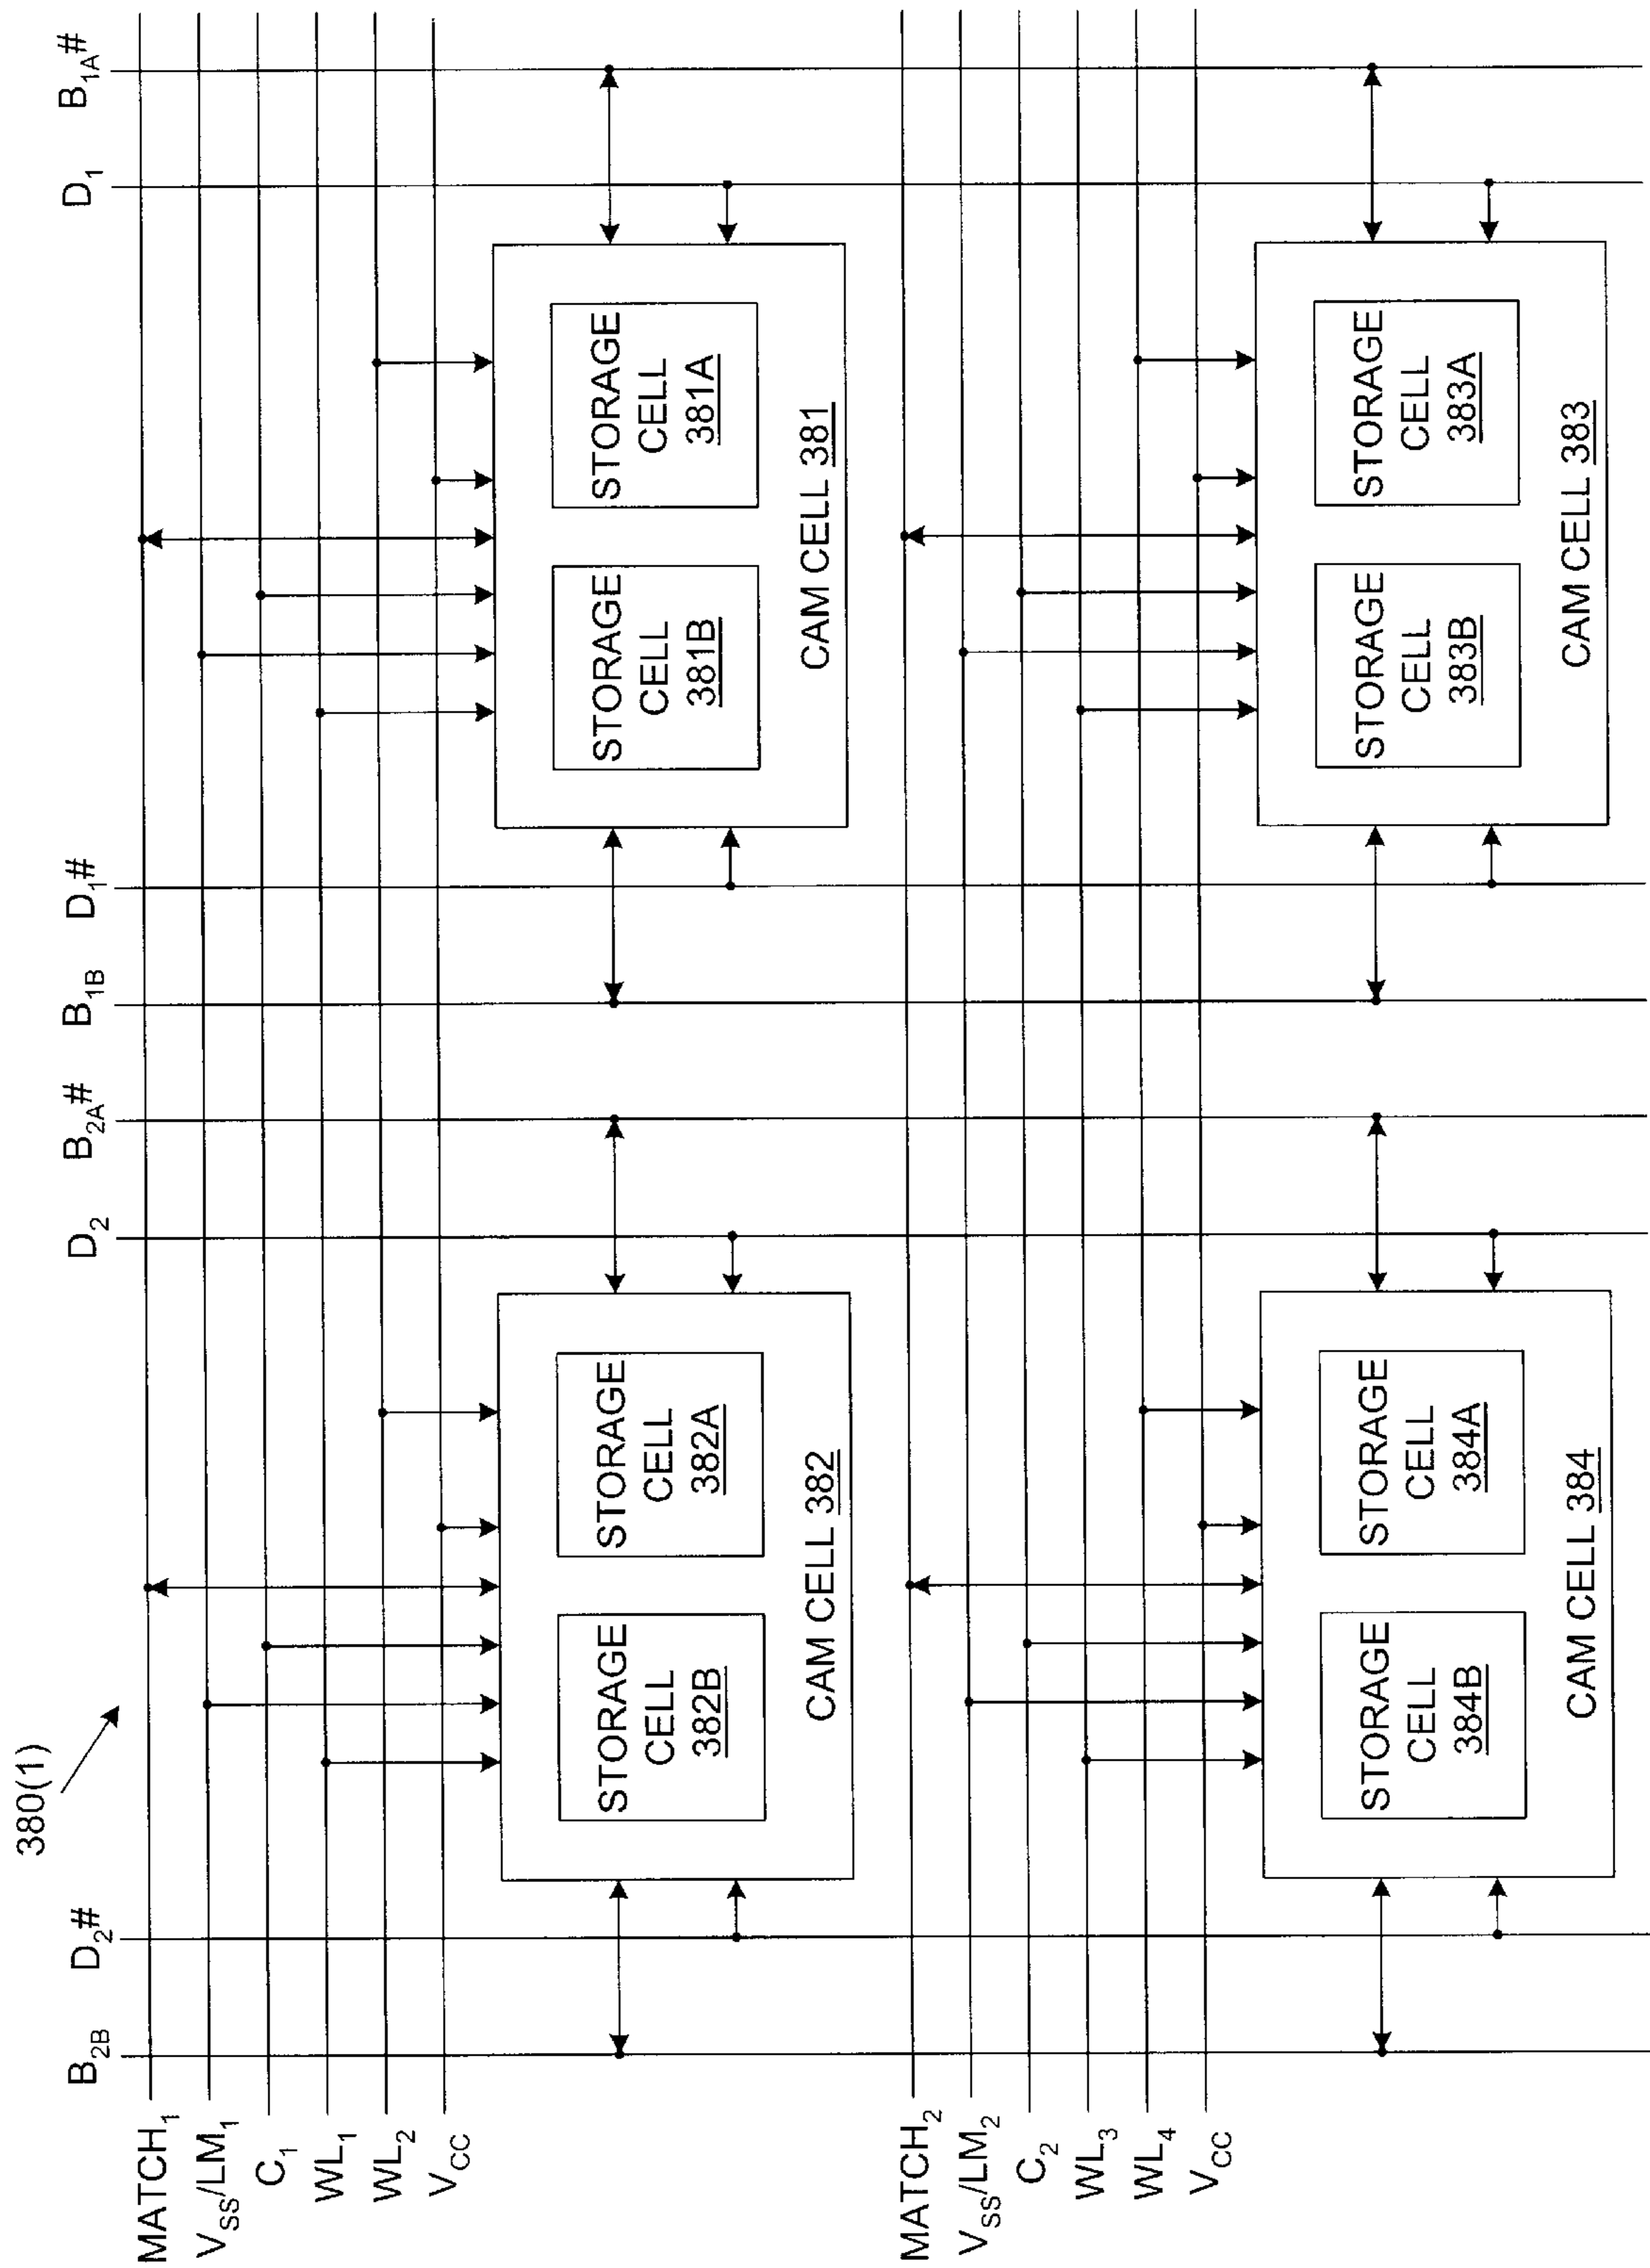 380(1)
B2B
D2#
D2
B2A#
B1B
D1#
D1
B1A#
MATCH1
VSS/LM1
C1
WL1
WL2
VCC
STORAGE
CELL
382B
STORAGE
CELL
382A
CAM CELL 382
STORAGE
CELL
381B
STORAGE
CELL
381A
CAM CELL 381
MATCH2
VSS/LM2
C2
WL3
WL4
VCC
STORAGE
CELL
384B
STORAGE
CELL
384A
CAM CELL 384
STORAGE
CELL
383B
STORAGE
CELL
383A
CAM CELL 383